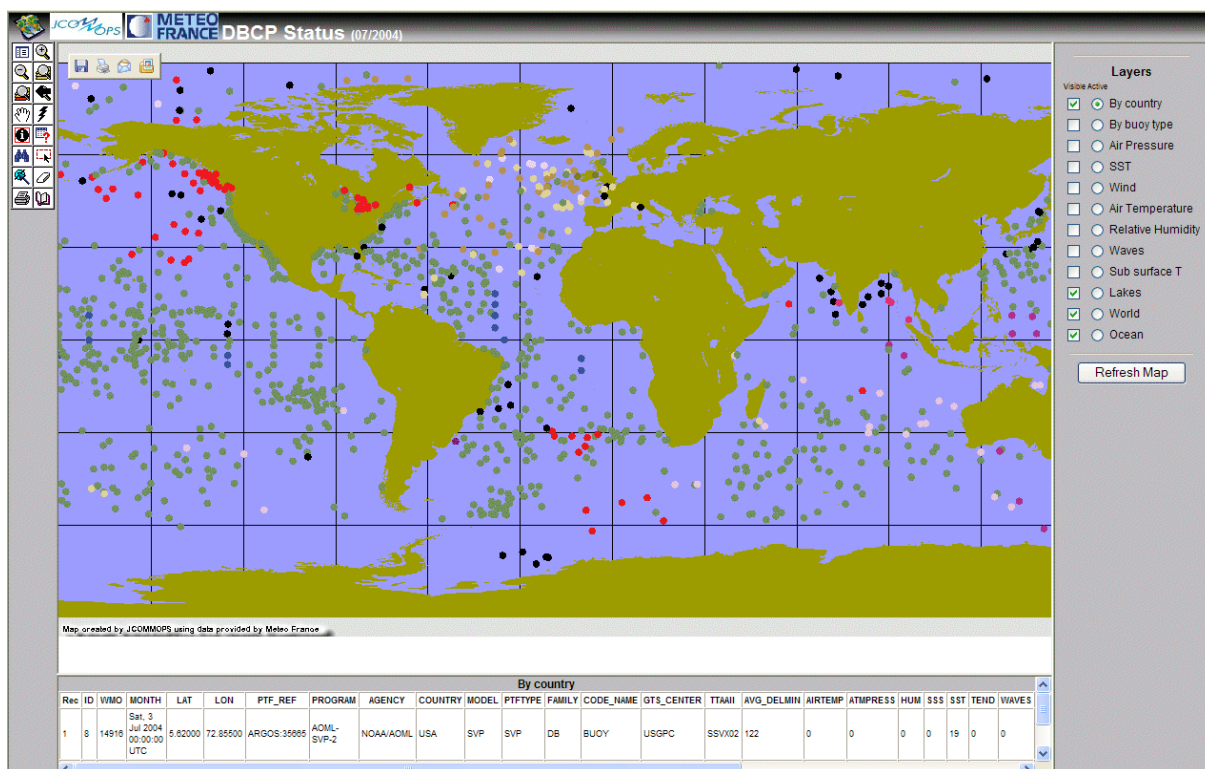 JCOMMOPS
METEO FRANCE
DBCP Status (07/2004)
Layers
Visible Active
By country
By buoy type
Air Pressure
SST
Wind
Air Temperature
Relative Humidity
Waves
Sub surface T
Lakes
World
Ocean
Refresh Map
Map created by JCOMMOPS using data provided by Meteo France
By country
Rec ID WMO MONTH LAT LON PTF_REF PROGRAM AGENCY COUNTRY MODEL PTFTYPE FAMILY CODE_NAME GTS_CENTER TTAAII AVG_DELMIN AIRTEMP ATMPRESS HUM SSS SST TEND WAVES
1 8 14916 Sat, 3 Jul 2004 00:00:00 UTC 5.62000 72.85500 ARGOS:35665 AOML-SVP-2 NOAA/AOML USA SVP SVP DB BUOY USGPC SSVX02 122 0 0 0 0 19 0 0